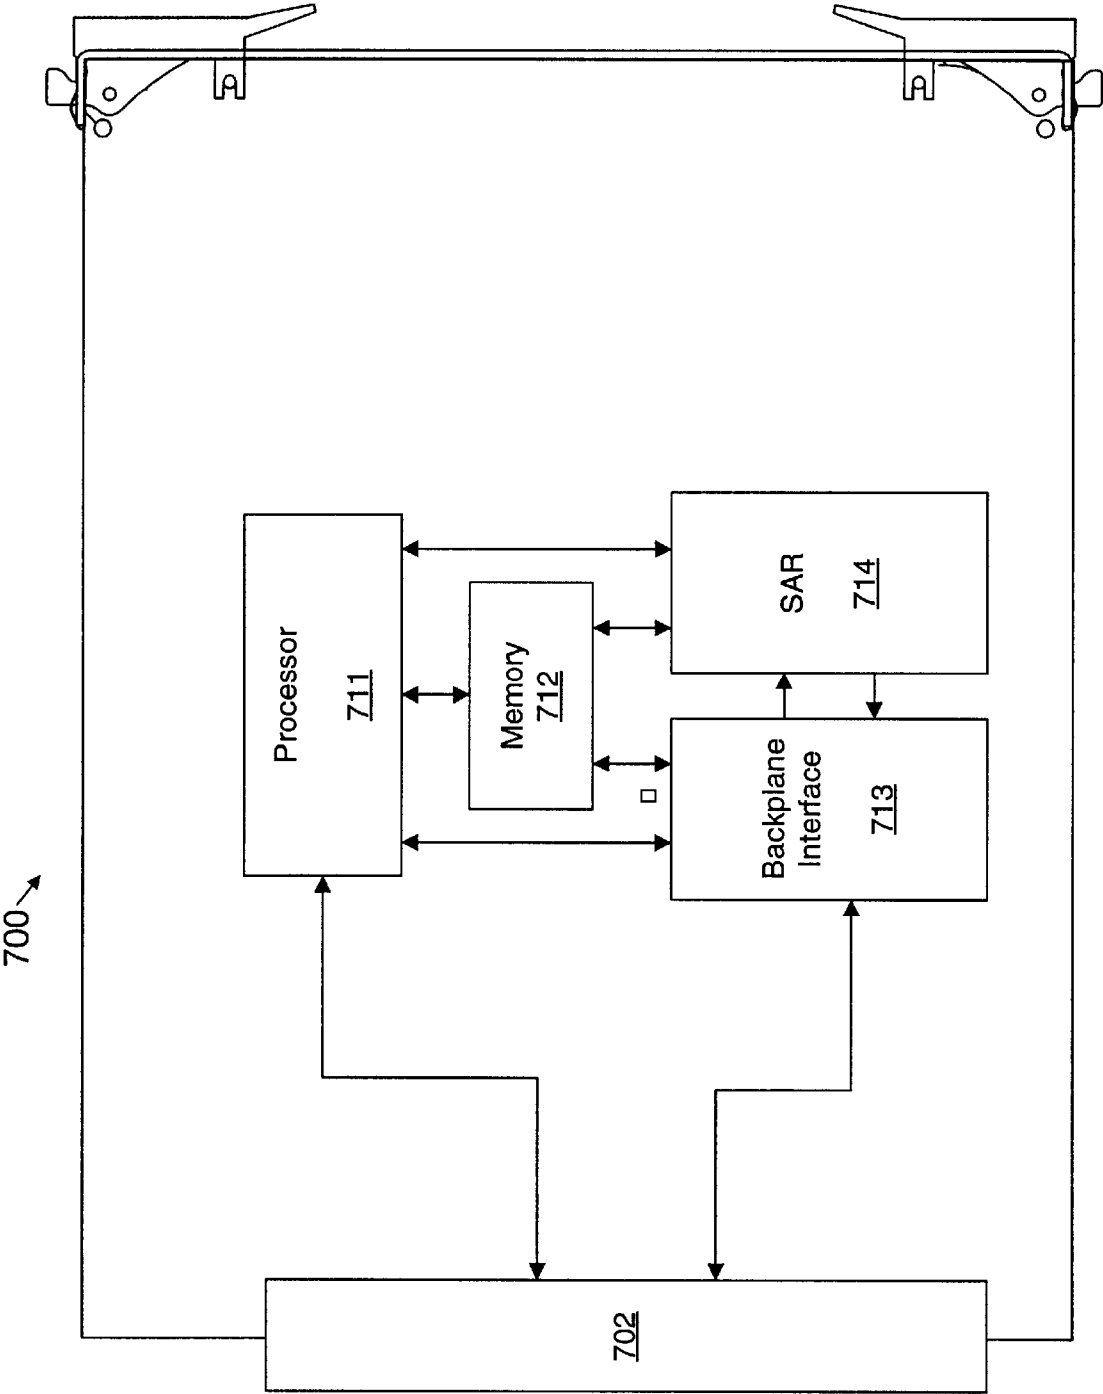 700
Processor
711
Memory
712
SAR
714
Backplane
Interface
713
702